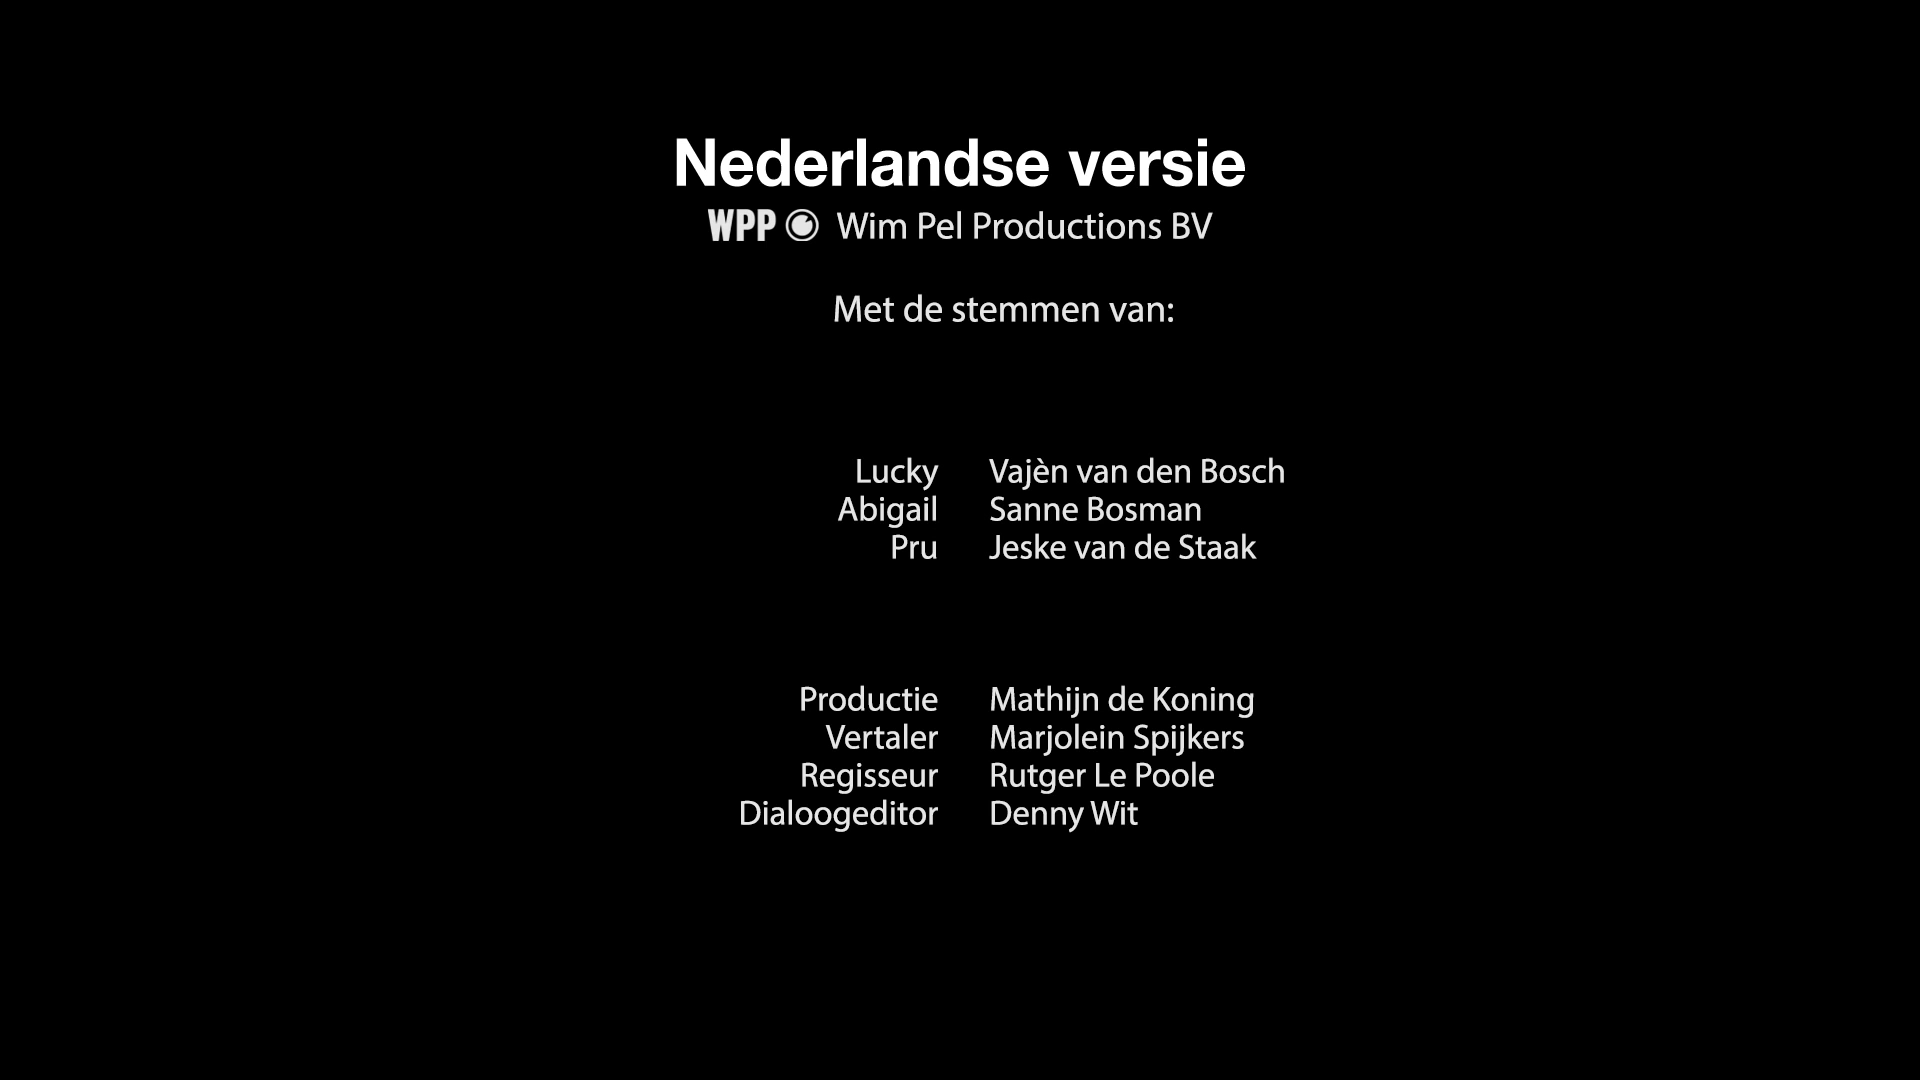 Nederlandse versie
WPP Wim Pel Productions BV
Met de stemmen van:
Lucky Vajèn van den Bosch
Abigail Sanne Bosman
Pru Jeske van de Staak
Productie Mathijn de Koning
Vertaler Marjolein Spijkers
Regisseur Rutger Le Poole
Dialoogeditor Denny Wit